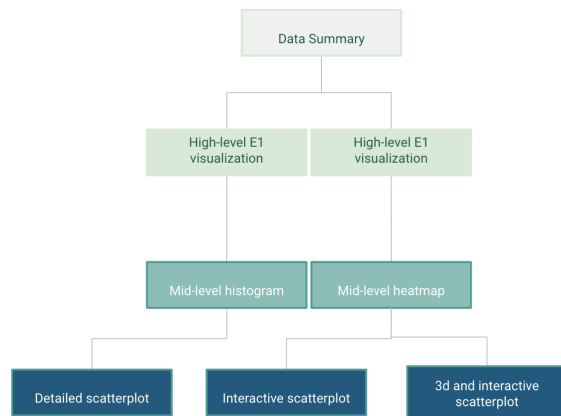 Data Summary
High-level E1
visualization
High-level E1
visualization
Mid-level histogram
Mid-level heatmap
Detailed scatterplot
Interactive scatterplot
3d and interactive
scatterplot